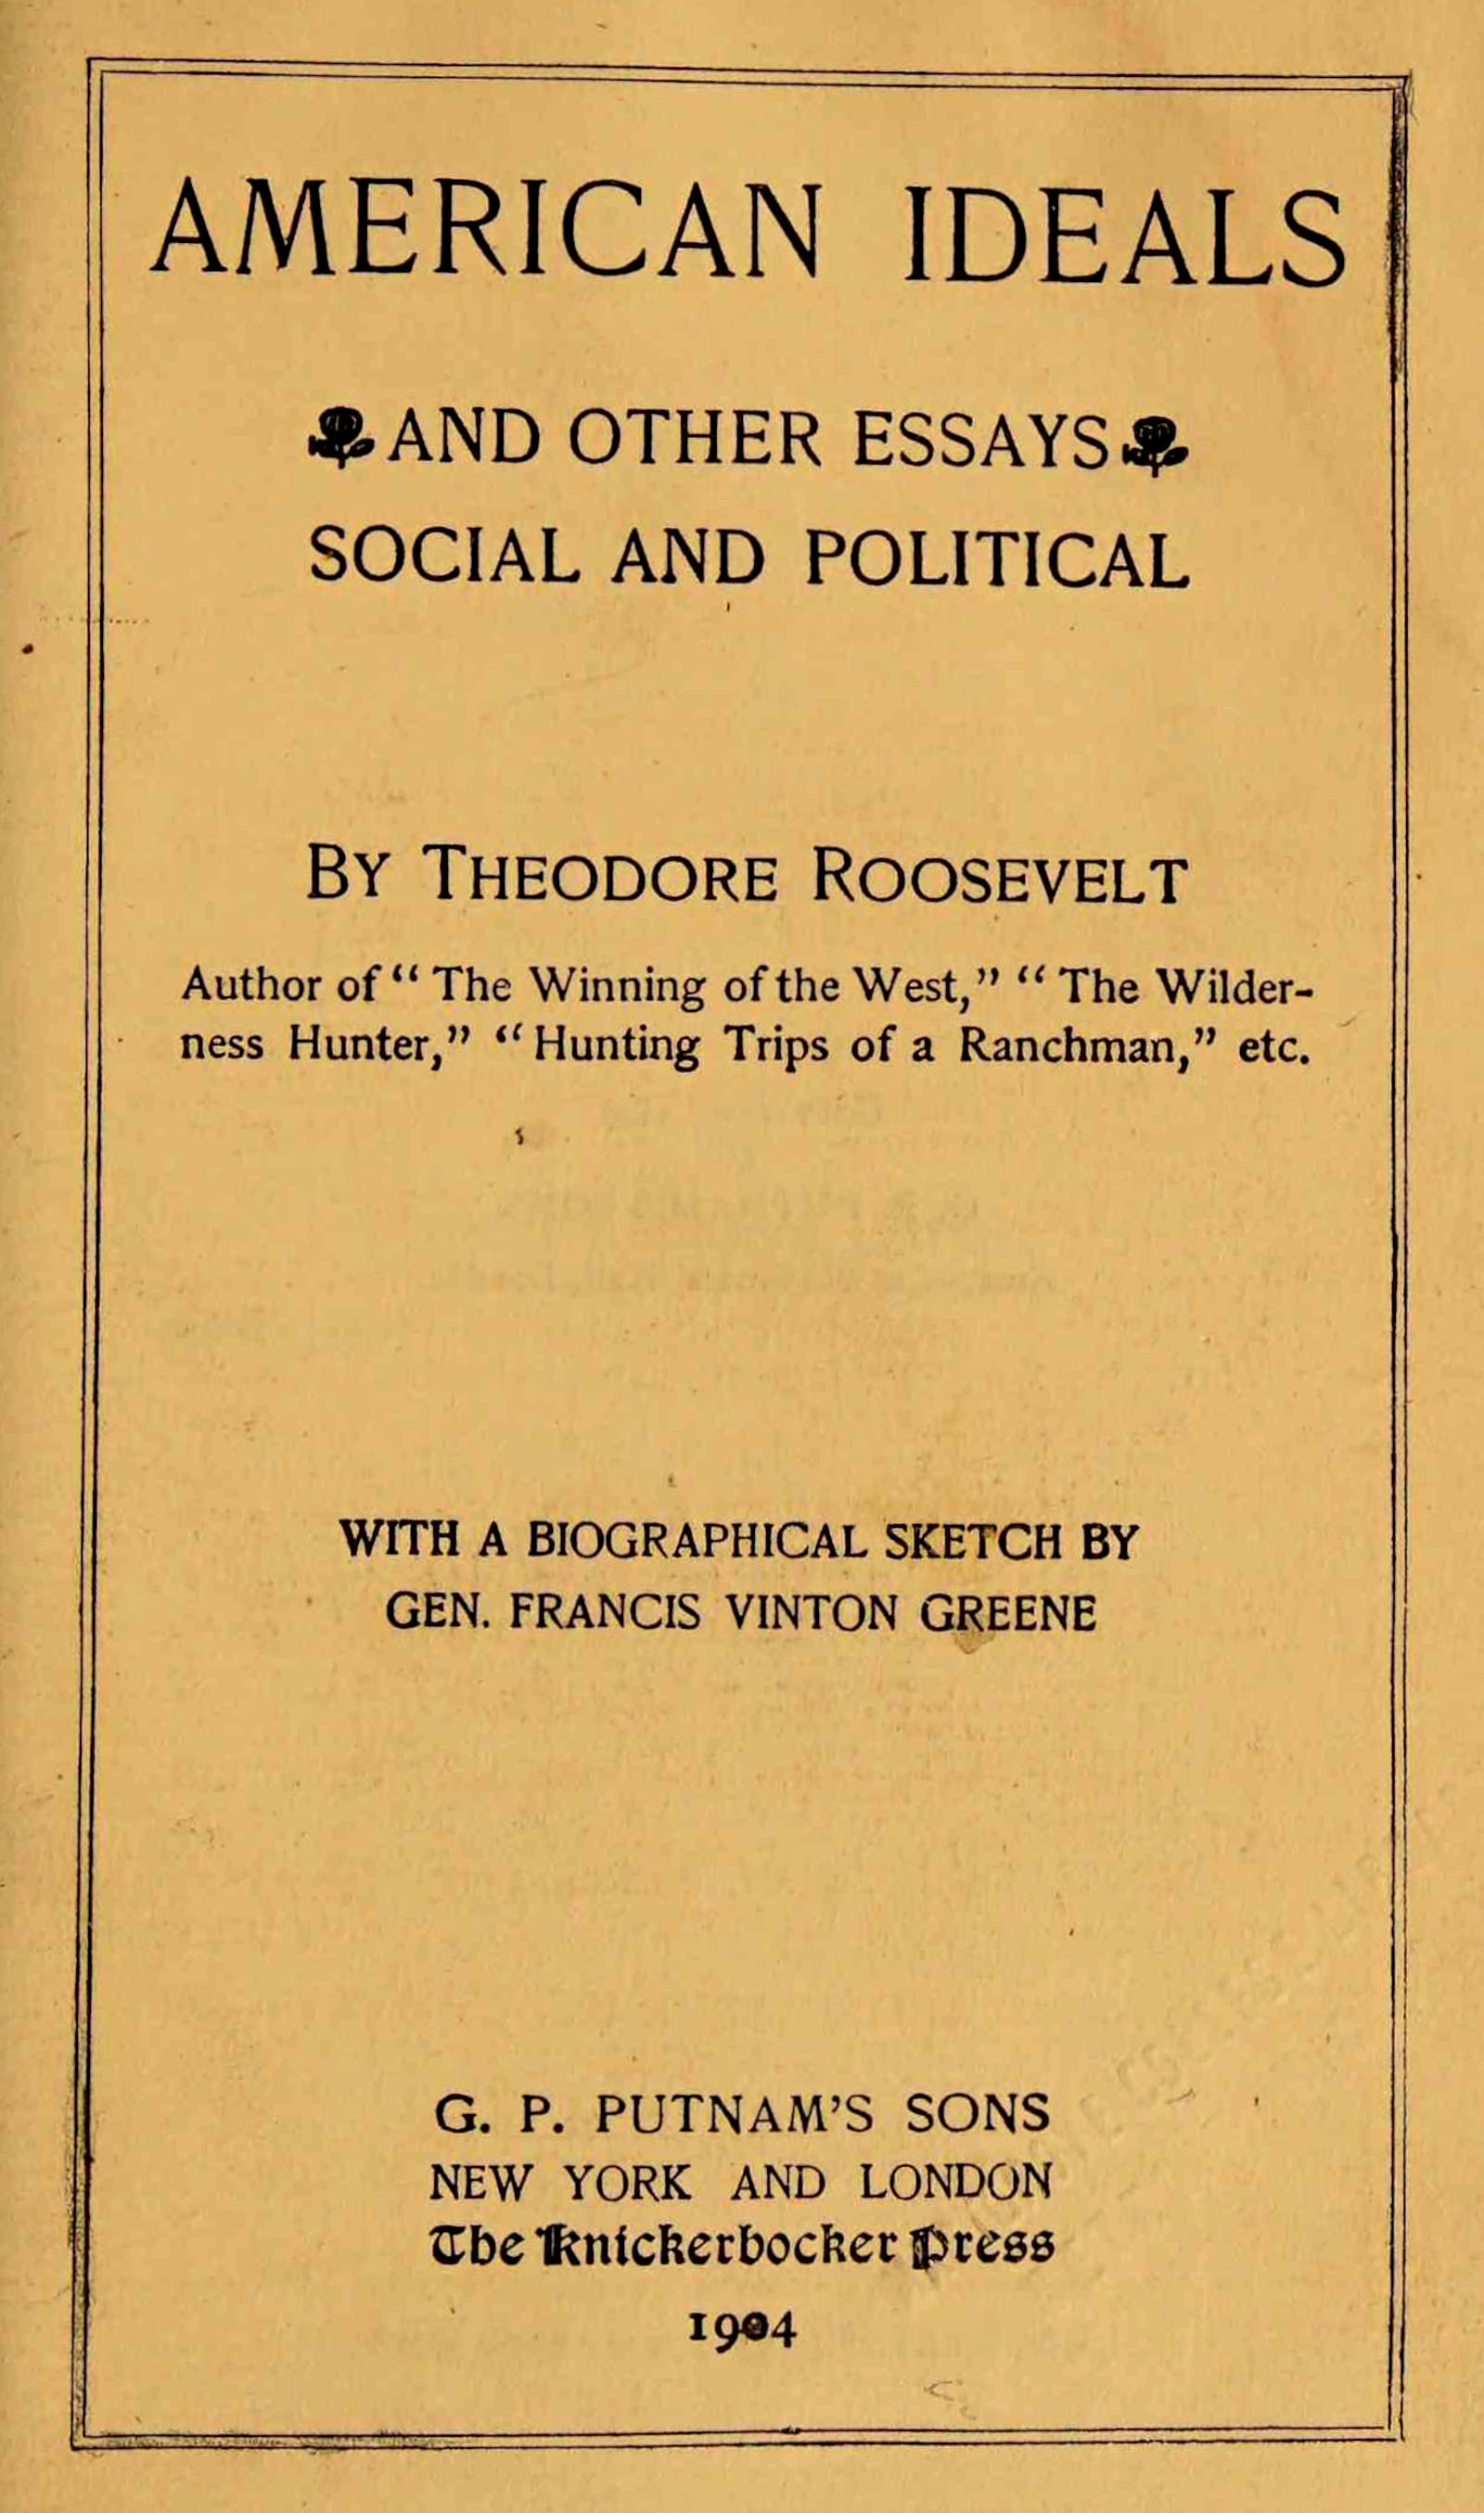 AMERICAN IDEALS
AND OTHER ESSAYS
SOCIAL AND POLITICAL
BY THEODORE ROOSEVELT
Author of “The Winning of the West,” “The Wilder-
ness Hunter,” “Hunting Trips of a Ranchman,” etc.
WITH A BIOGRAPHICAL SKETCH BY
GEN. FRANCIS VINTON GREENE
G. P. PUTNAM’S SONS
NEW YORK AND LONDON
The Knickerbocker Press
1904